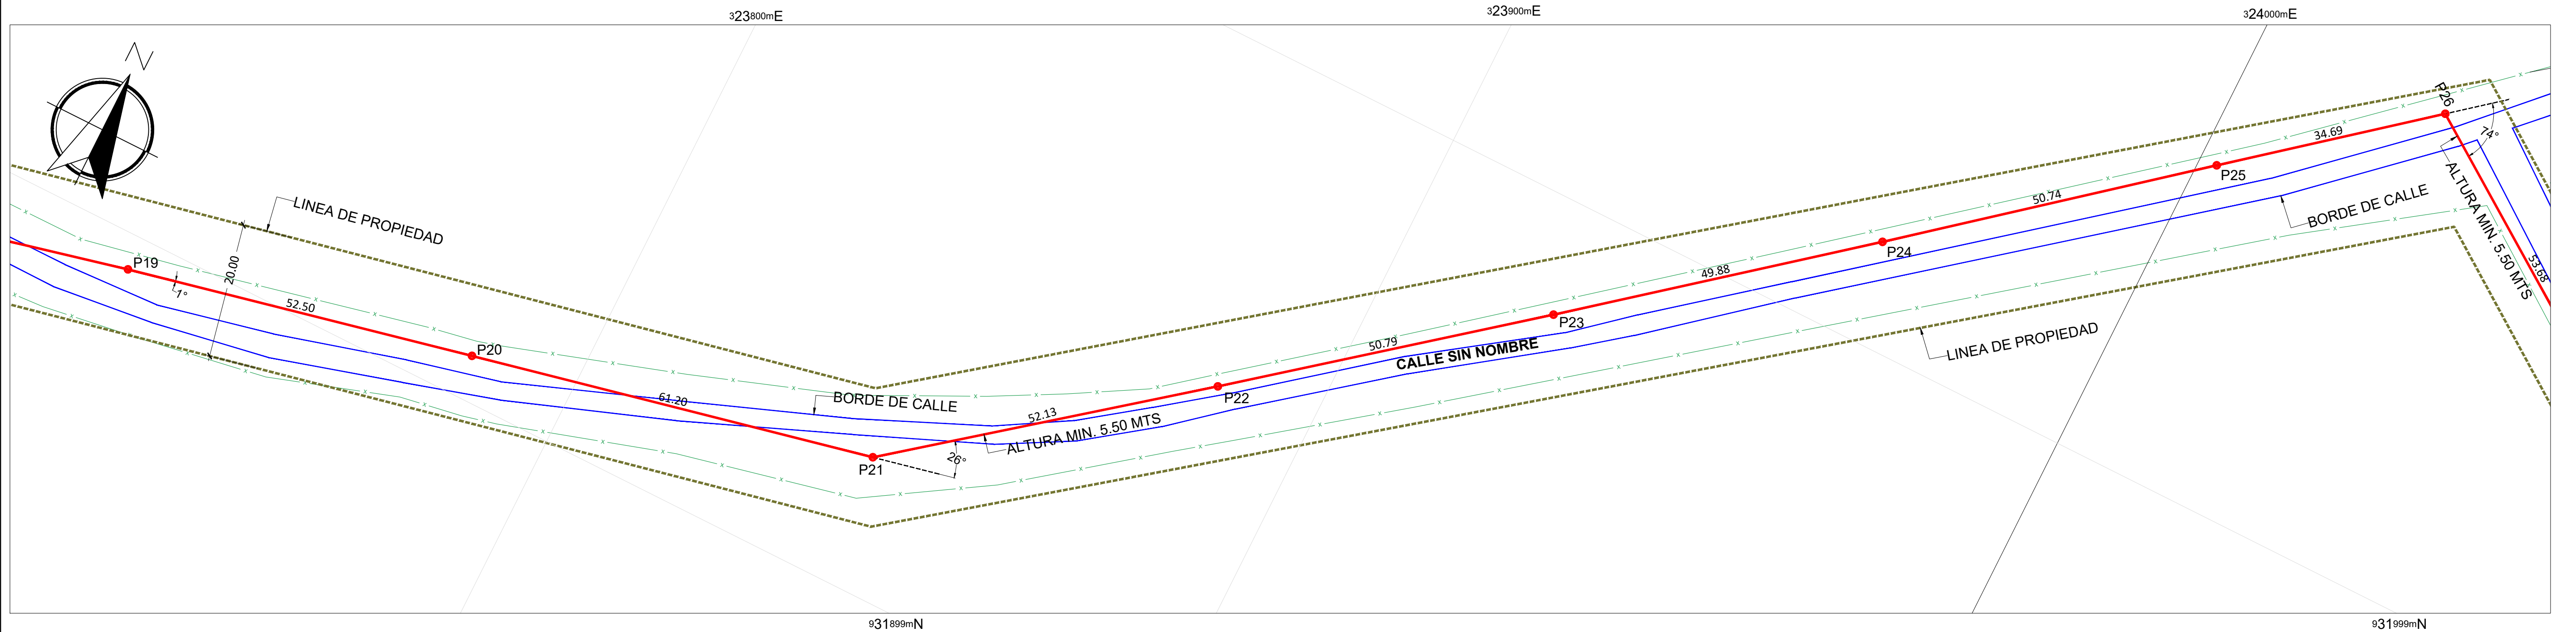 323800mE
323900mE
324000mE
N
LINEA DE PROPIEDAD
20.00
P19
1°
52.50
P20
61.20
BORDE DE CALLE
P21
26°
52.13
ALTURA MIN. 5.50 MTS
P22
50.79
CALLE SIN NOMBRE
P23
49.88
P24
50.74
LINEA DE PROPIEDAD
P25
34.69
BORDE DE CALLE
P26
74°
ALTURA MIN. 5.50 MTS
53.68
931899mN
931999mN